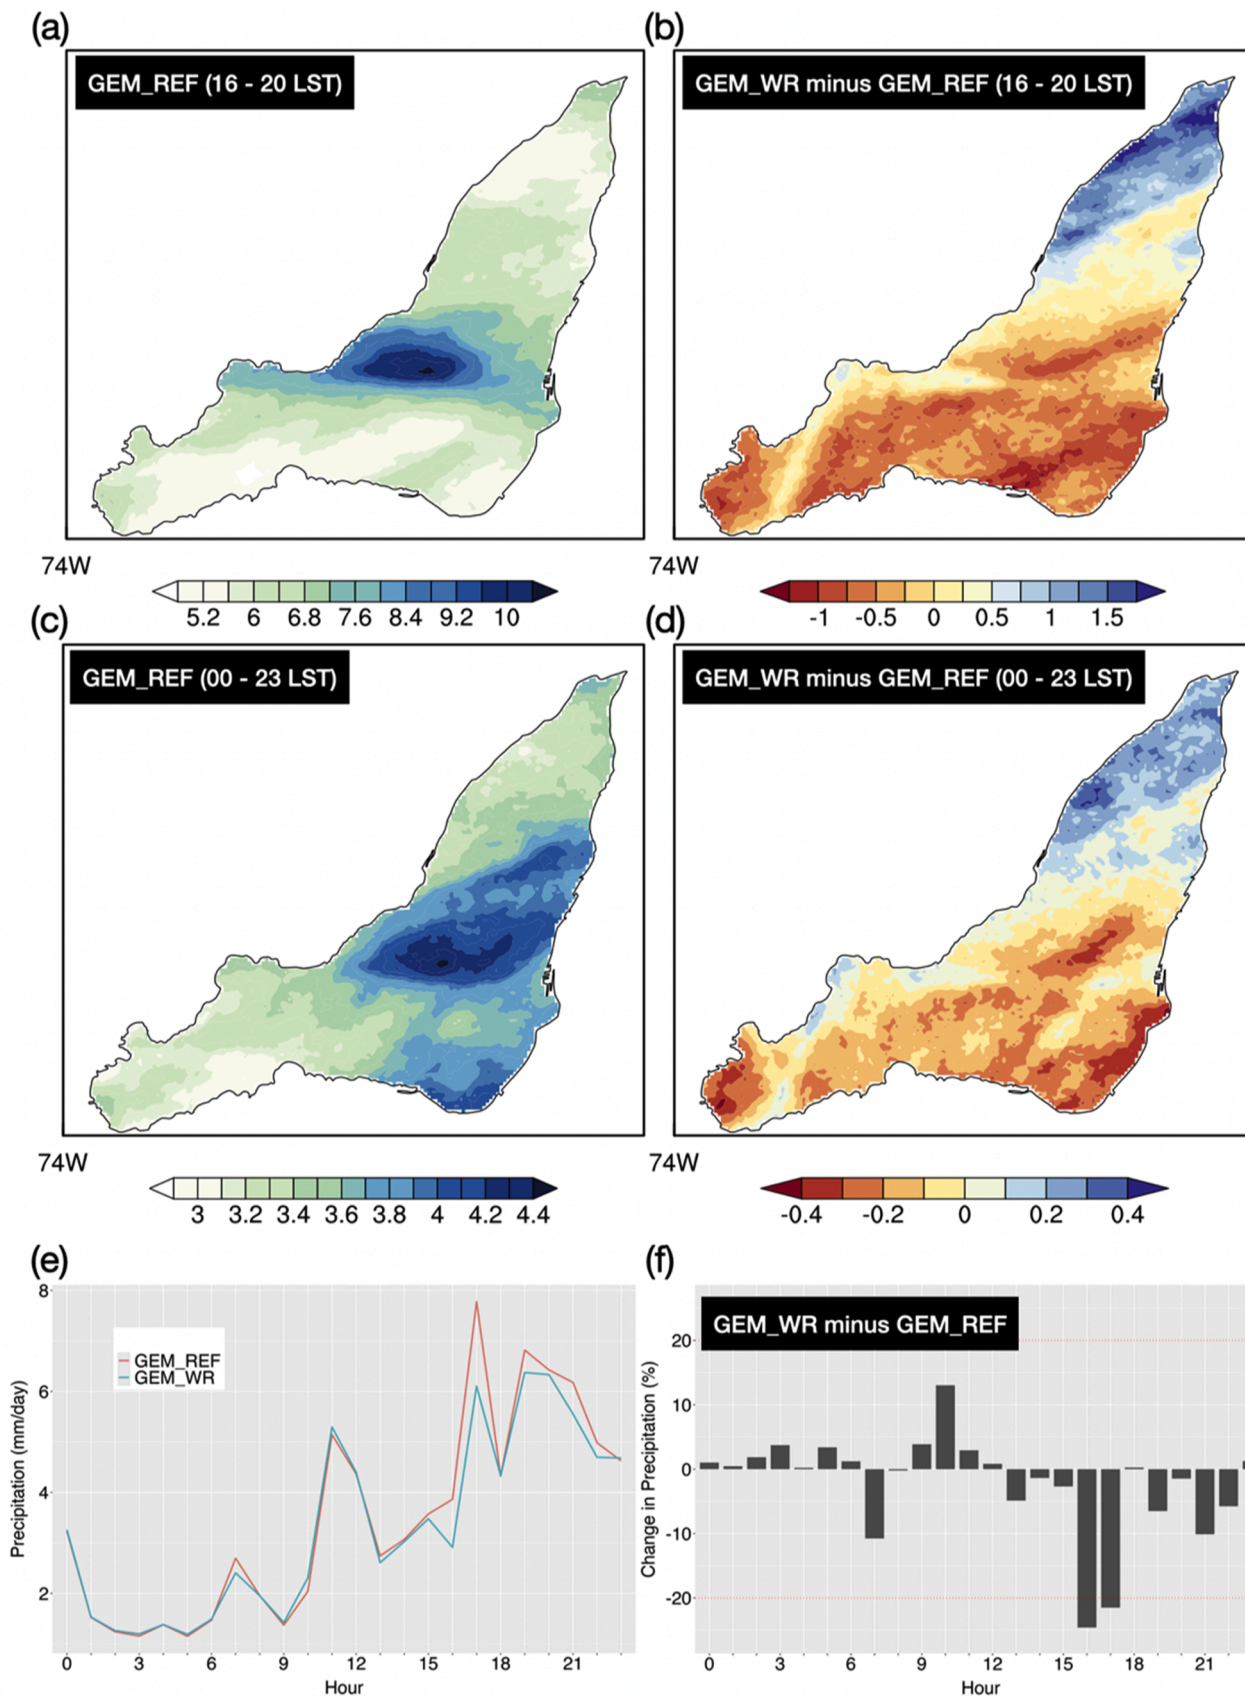 (a)
(b)
GEM_REF (16 - 20 LST)
GEM_WR minus GEM_REF (16 - 20 LST)
74W
74W
5.2 6 6.8 7.6 8.4 9.2 10
-1 -0.5 0 0.5 1 1.5
(c)
(d)
GEM_REF (00 - 23 LST)
GEM_WR minus GEM_REF (00 - 23 LST)
74W
74W
3 3.2 3.4 3.6 3.8 4 4.2 4.4
-0.4 -0.2 0 0.2 0.4
(e)
(f)
8
6
4
2
Precipitation (mm/day)
GEM_REF
GEM_WR
0 3 6 9 12 15 18 21
Hour
GEM_WR minus GEM_REF
20
10
0
-10
-20
Change in Precipitation (%)
0 3 6 9 12 15 18 21
Hour